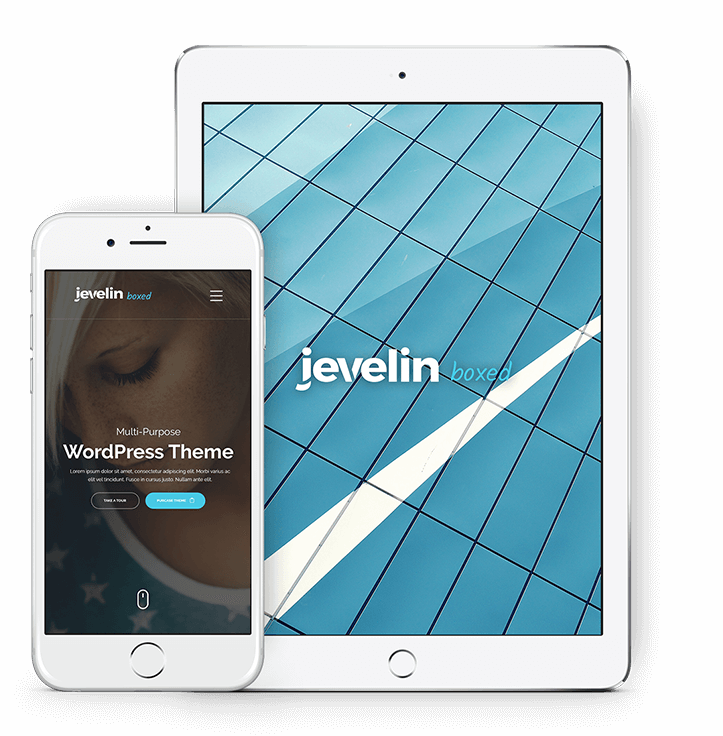 jevelin boxed
Multi-Purpose
WordPress Theme
Lorem ipsum dolor sit amet, consectetur adipiscing elit. Morbi varius ac
elit vel tincidunt. Fusce in cursus justo. Nullam ante elit.
TAKE A TOUR
PURCASE THEME
jevelin boxed